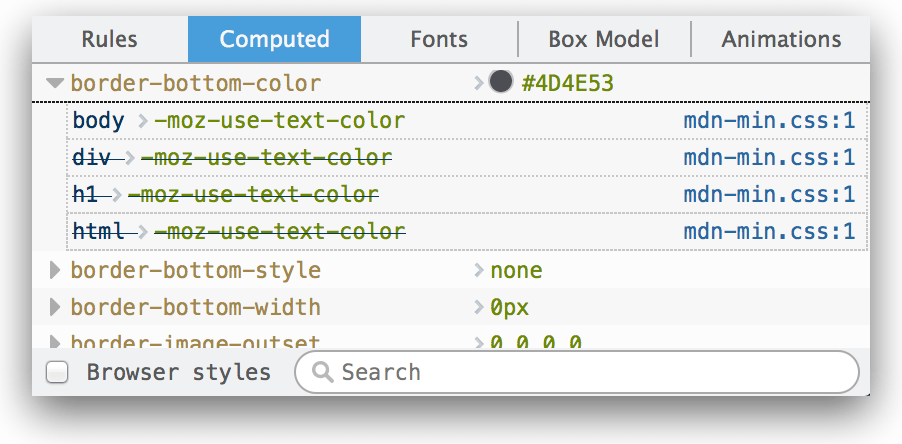 Rules Computed Fonts Box Model Animations
border-bottom-color #4D4E53
body -moz-use-text-color mdn-min.css:1
div -moz-use-text-color mdn-min.css:1
h1 -moz-use-text-color mdn-min.css:1
html -moz-use-text-color mdn-min.css:1
border-bottom-style none
border-bottom-width 0px
border-image-outset 0 0 0 0
Browser styles Search